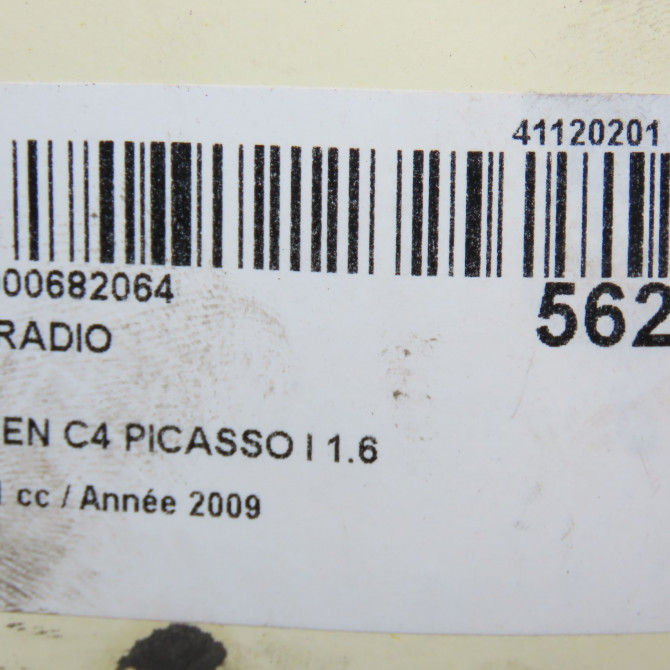 41120201
00682064
562
RADIO
EN C4 PICASSO I 1.6
cc / Année 2009